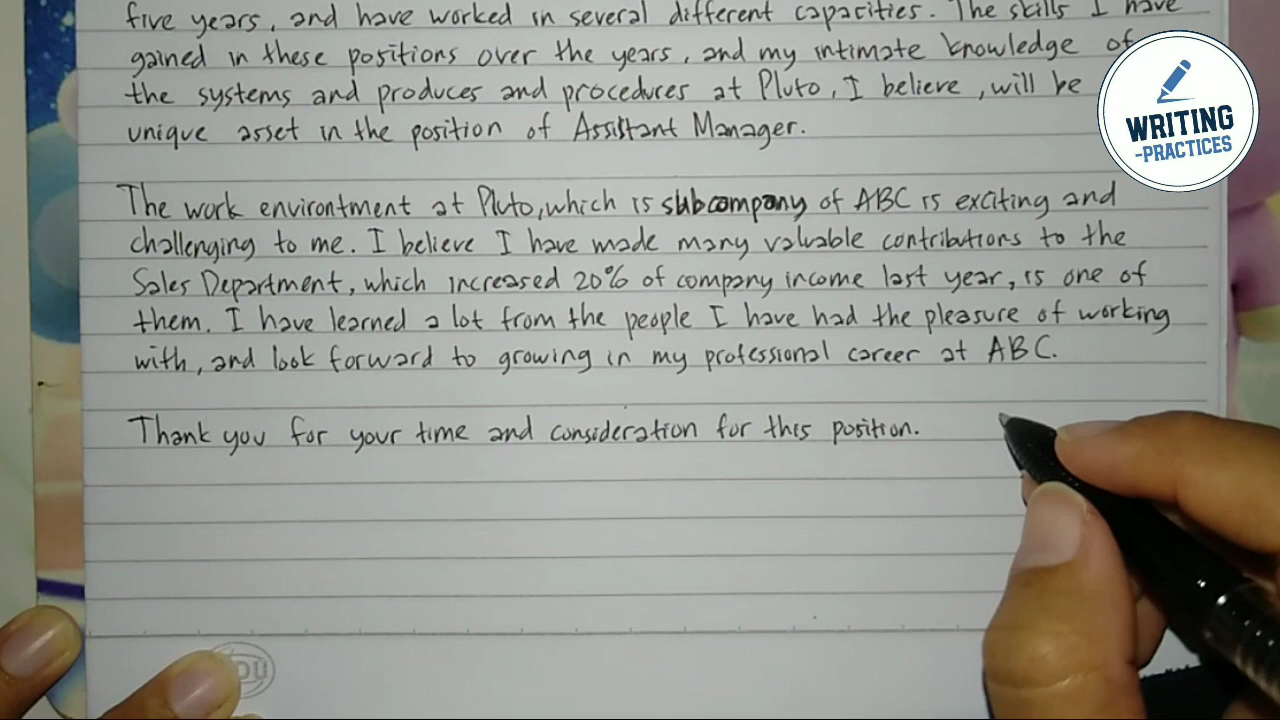 five years, and have worked in several different capacities. The skills I have
gained in these positions over the years, and my intimate knowledge of
the systems and produces and procedures at Pluto, I believe, will be
unique asset in the position of Assistant Manager.
The work environtment at Pluto, which is subcompany of ABC is exciting and
challenging to me. I believe I have made many valuable contributions to the
Sales Department, which increased 20% of company income last year, is one of
them. I have learned a lot from the people I have had the pleasure of working
with, and look forward to growing in my professional career at ABC.
Thank you for your time and consideration for this position.
WRITING
-PRACTICES